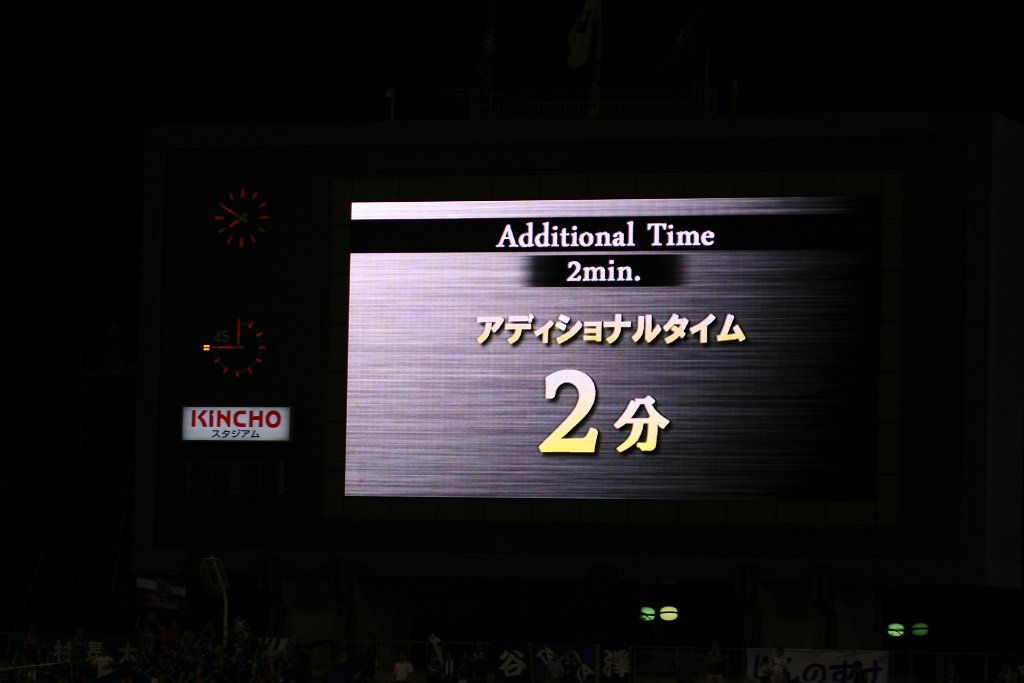 Additional Time
2min.
アディショナルタイム
2分
45
KiNCHO
スタジアム